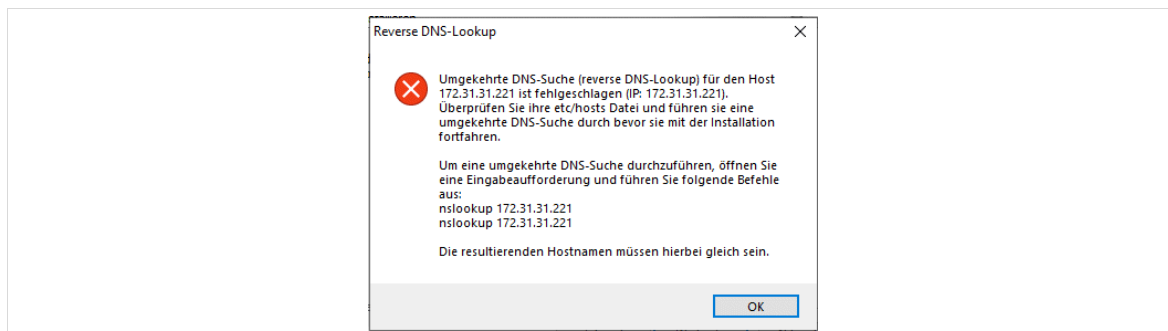 Reverse DNS-Lookup
Umgekehrte DNS-Suche (reverse DNS-Lookup) für den Host
172.31.31.221 ist fehlgeschlagen (IP: 172.31.31.221).
Überprüfen Sie ihre etc/hosts Datei und führen sie eine
umgekehrte DNS-Suche durch bevor sie mit der Installation
fortfahren.
Um eine umgekehrte DNS-Suche durchzuführen, öffnen Sie
eine Eingabeaufforderung und führen Sie folgende Befehle
aus:
nslookup 172.31.31.221
nslookup 172.31.31.221
Die resultierenden Hostnamen müssen hierbei gleich sein.
OK